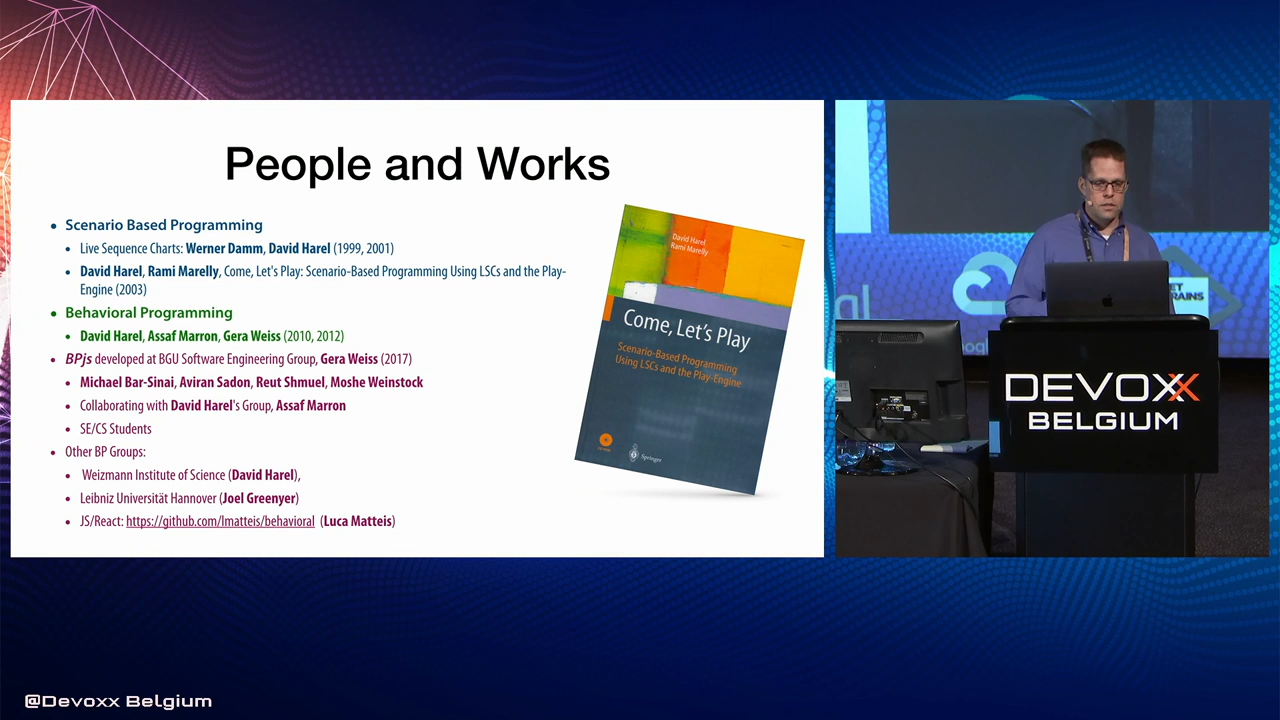 People and Works
• Scenario Based Programming
• Live Sequence Charts: Werner Damm, David Harel (1999, 2001)
• David Harel, Rami Marelly, Come, Let's Play: Scenario-Based Programming Using LSCs and the Play-
Engine (2003)
• Behavioral Programming
• David Harel, Assaf Marron, Gera Weiss (2010, 2012)
• BPjs developed at BGU Software Engineering Group, Gera Weiss (2017)
• Michael Bar-Sinai, Aviran Sadon, Reut Shmuel, Moshe Weinstock
• Collaborating with David Harel's Group, Assaf Marron
• SE/CS Students
• Other BP Groups:
• Weizmann Institute of Science (David Harel),
• Leibniz Universität Hannover (Joel Greenyer)
• JS/React: https://github.com/lmatteis/behavioral (Luca Matteis)
David Harel
Rami Marelly
Come, Let's Play
Scenario-Based Programming
Using LSCs and the Play-Engine
Springer
DEVOXX
BELGIUM
@Devoxx Belgium